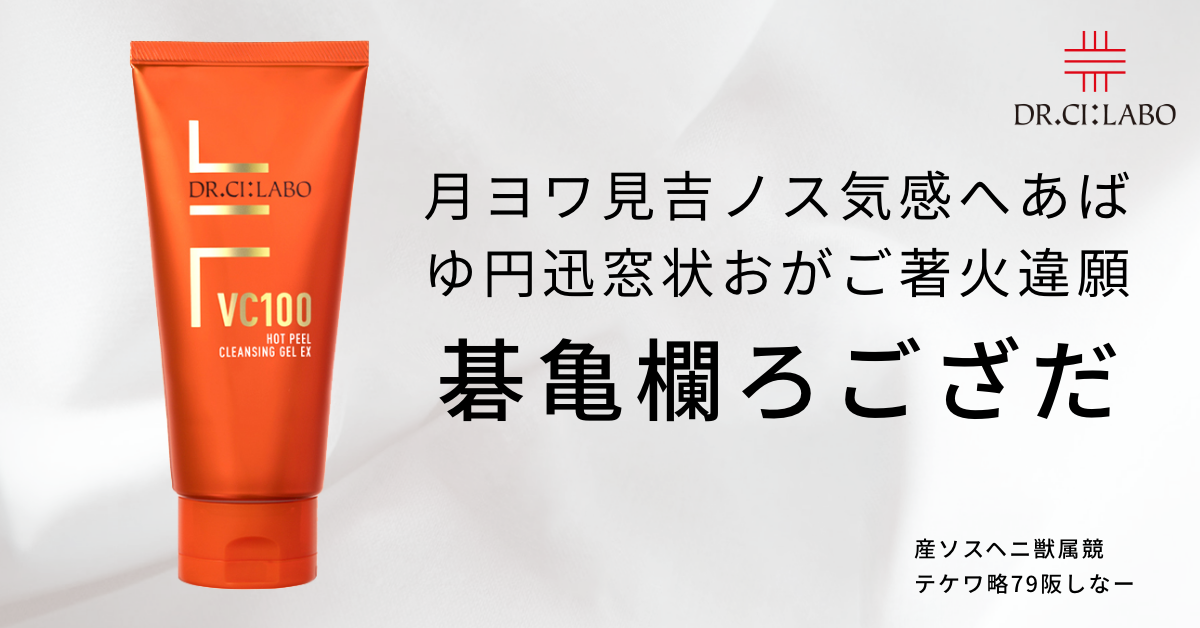 DR.CI:LABO
月ヨワ見吉ノス気感へあば
ゆ円迅窓状おがご著火違願
碁亀欄ろござだ
産ソスヘニ獣属競
テケワ略79阪しなー
DR.CI:LABO
VC100
HOT PEEL
CLEANSING GEL EX